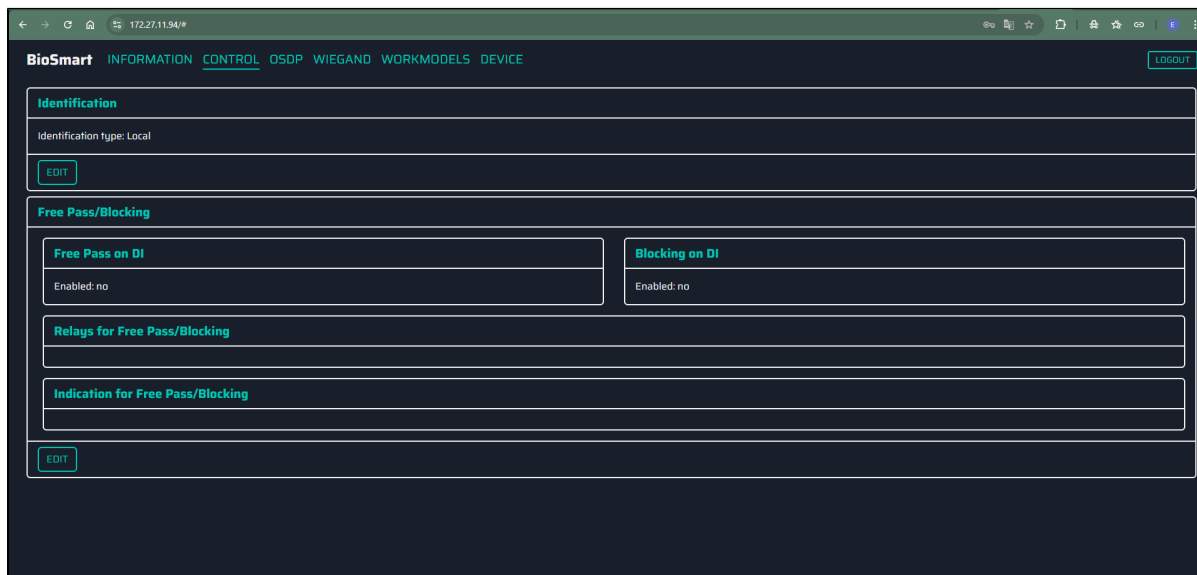 172.27.11.94/#
E
BioSmart INFORMATION CONTROL OSDP WIEGAND WORKMODELS DEVICE LOGOUT
Identification
Identification type: Local
EDIT
Free Pass/Blocking
Free Pass on DI
Enabled: no
Blocking on DI
Enabled: no
Relays for Free Pass/Blocking
Indication for Free Pass/Blocking
EDIT